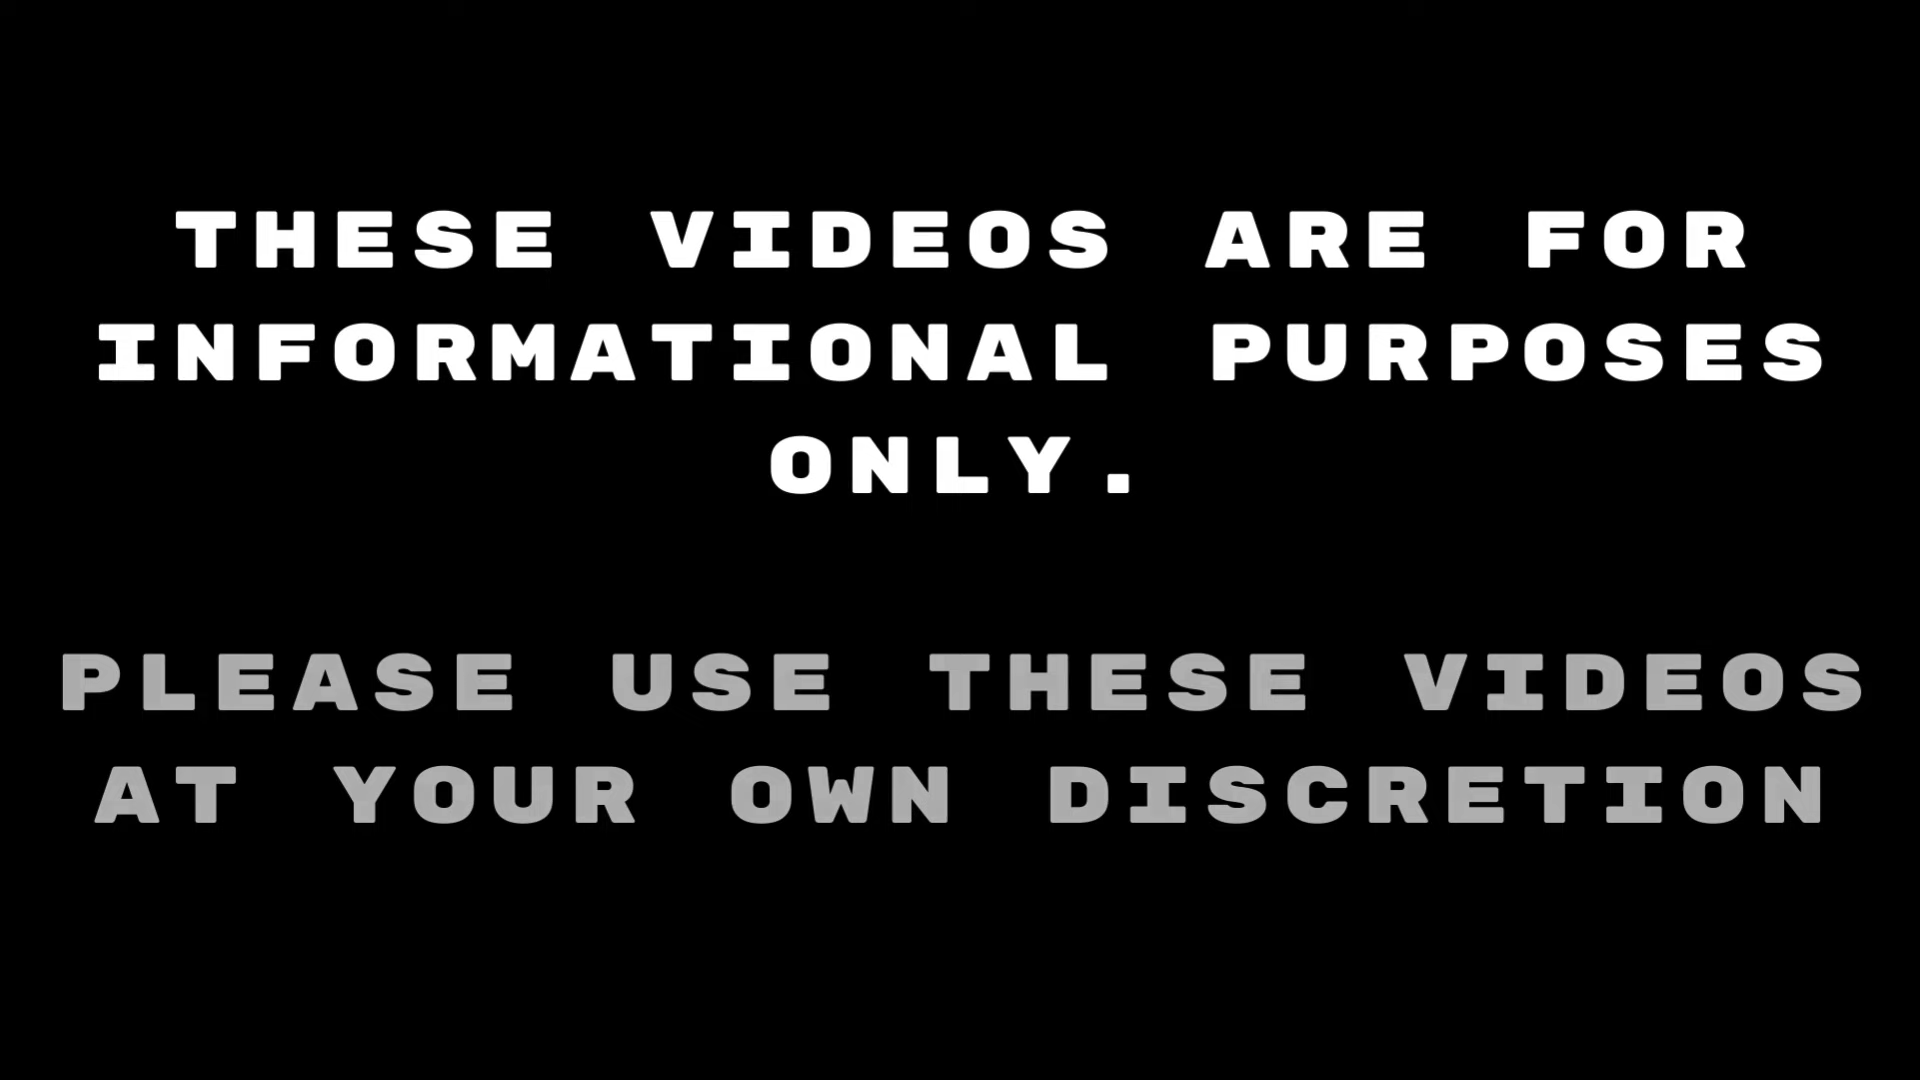 THESE VIDEOS ARE FOR
INFORMATIONAL PURPOSES
ONLY.
PLEASE USE THESE VIDEOS
AT YOUR OWN DISCRETION